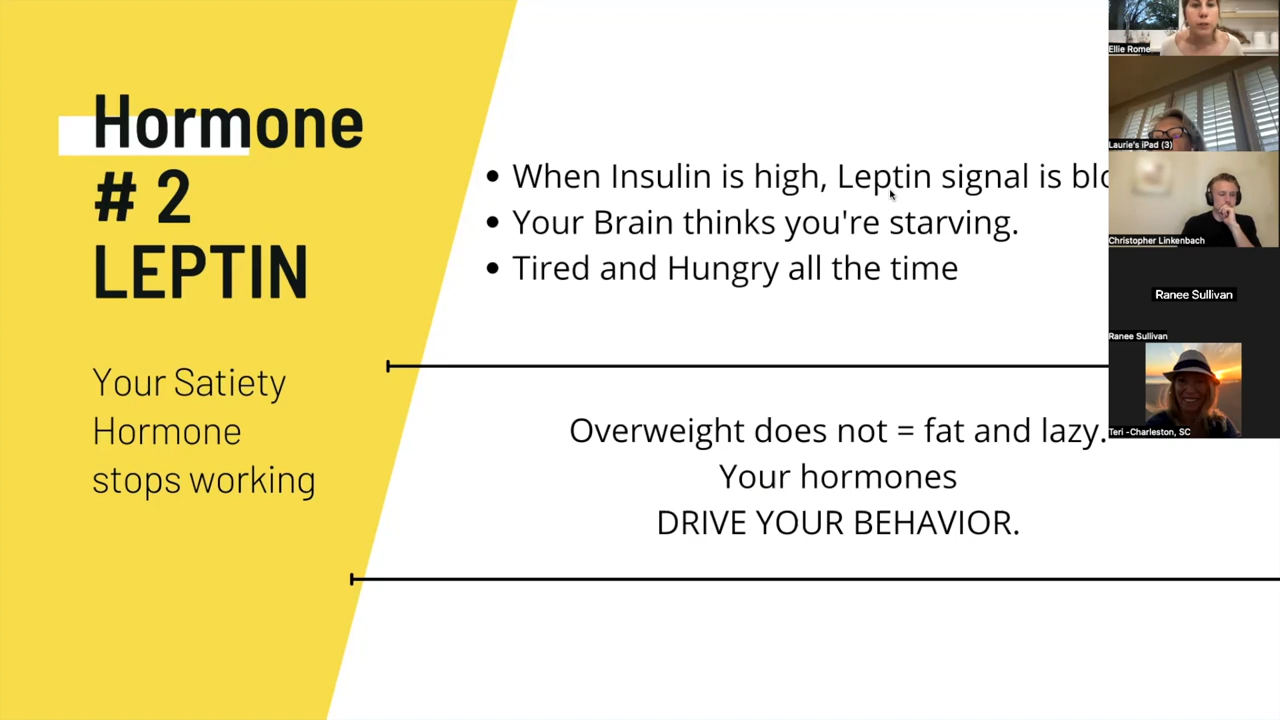 Hormone
# 2
LEPTIN
Your Satiety
Hormone
stops working
• When Insulin is high, Leptin signal is
• Your Brain thinks you're starving.
• Tired and Hungry all the time
Overweight does not = fat and lazy.
Your hormones
DRIVE YOUR BEHAVIOR.
Ellie Rome
Laurie's iPad (3)
Christopher Linkenbach
Ranee Sullivan
Ranee Sullivan
Teri -Charleston, SC